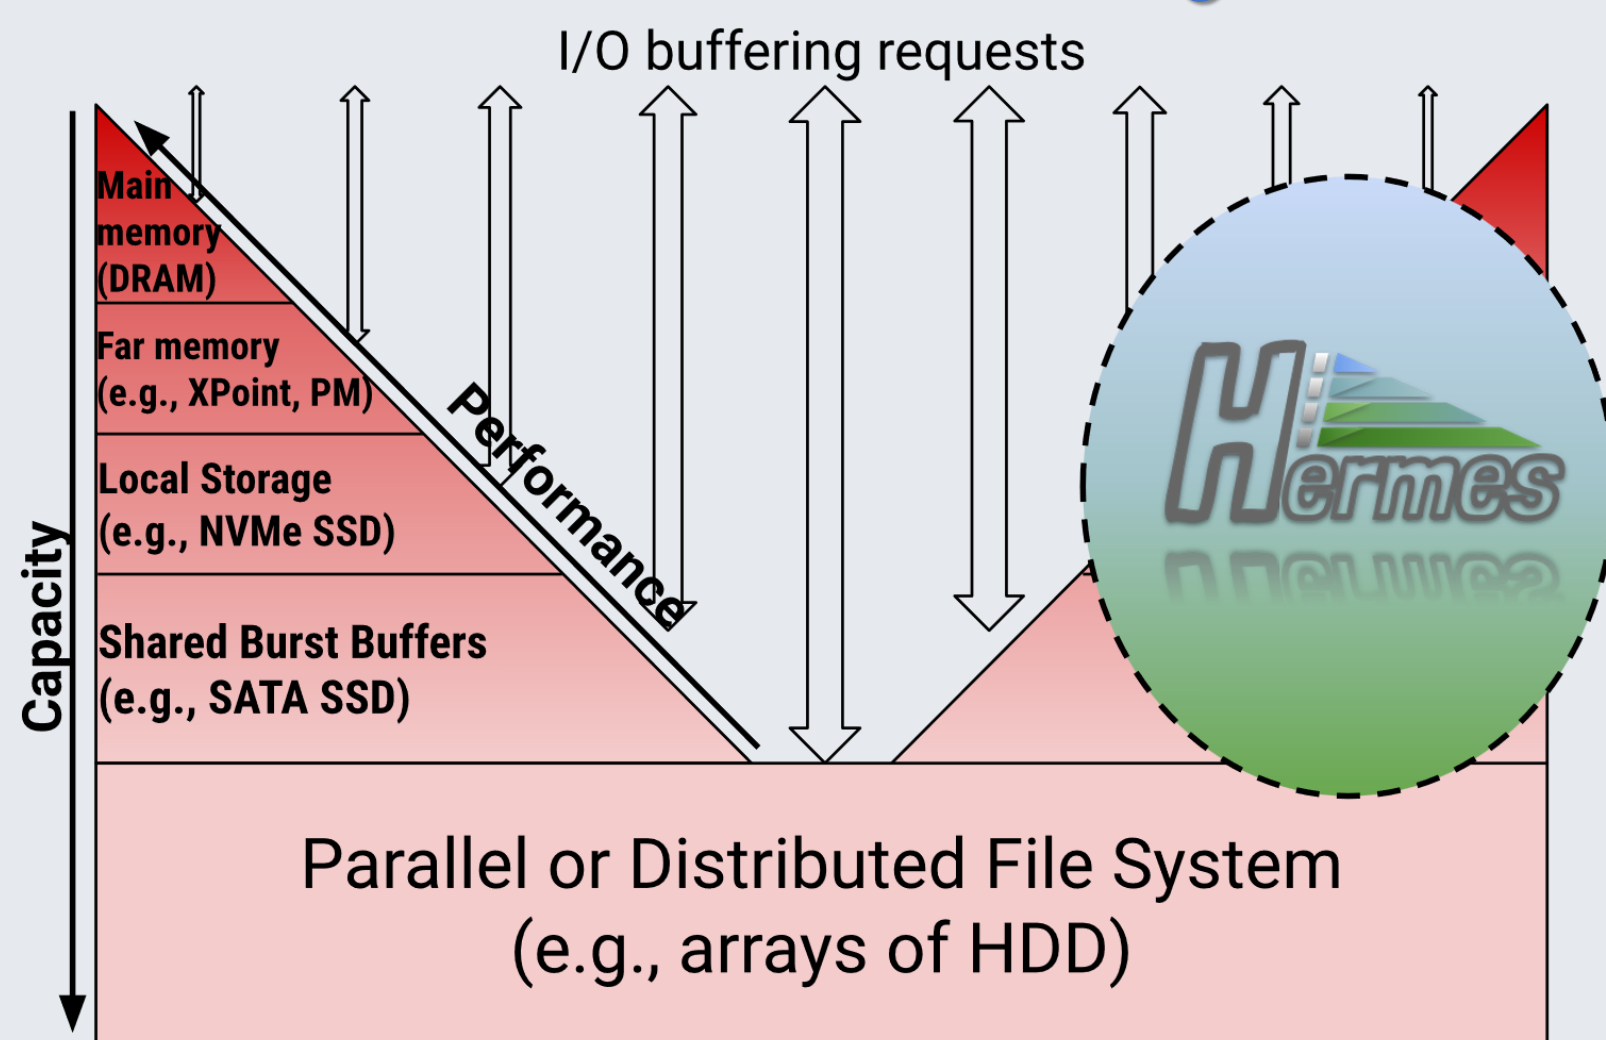 I/O buffering requests
Main
memory
(DRAM)
Far memory
(e.g., XPoint, PM)
Local Storage
(e.g., NVMe SSD)
Shared Burst Buffers
(e.g., SATA SSD)
Capacity
Performance
Hermes
Parallel or Distributed File System
(e.g., arrays of HDD)